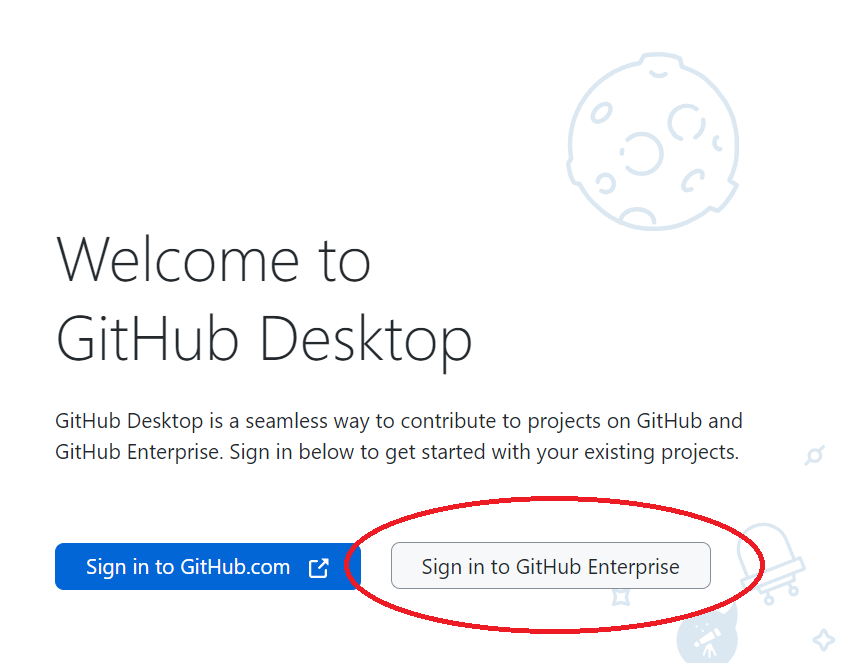 Welcome to
GitHub Desktop
GitHub Desktop is a seamless way to contribute to projects on GitHub and
GitHub Enterprise. Sign in below to get started with your existing projects.
Sign in to GitHub.com
Sign in to GitHub Enterprise